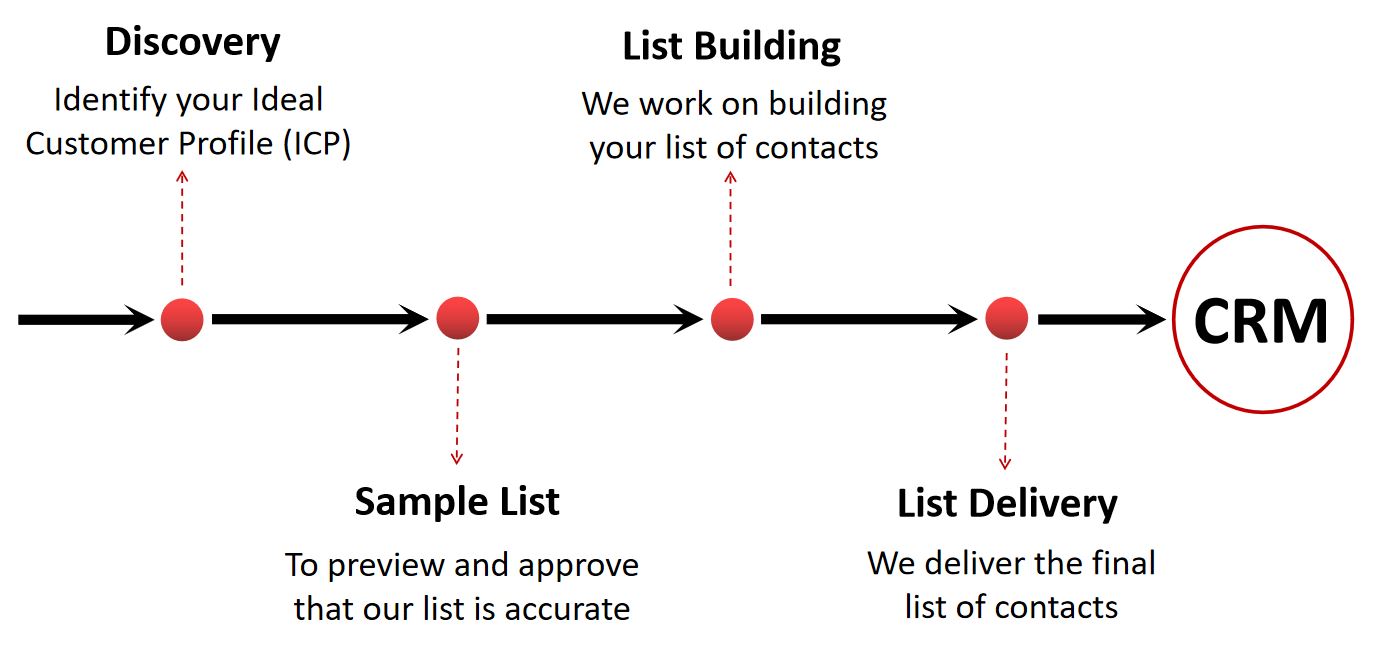 Discovery
Identify your Ideal
Customer Profile (ICP)
Sample List
To preview and approve
that our list is accurate
List Building
We work on building
your list of contacts
List Delivery
We deliver the final
list of contacts
CRM